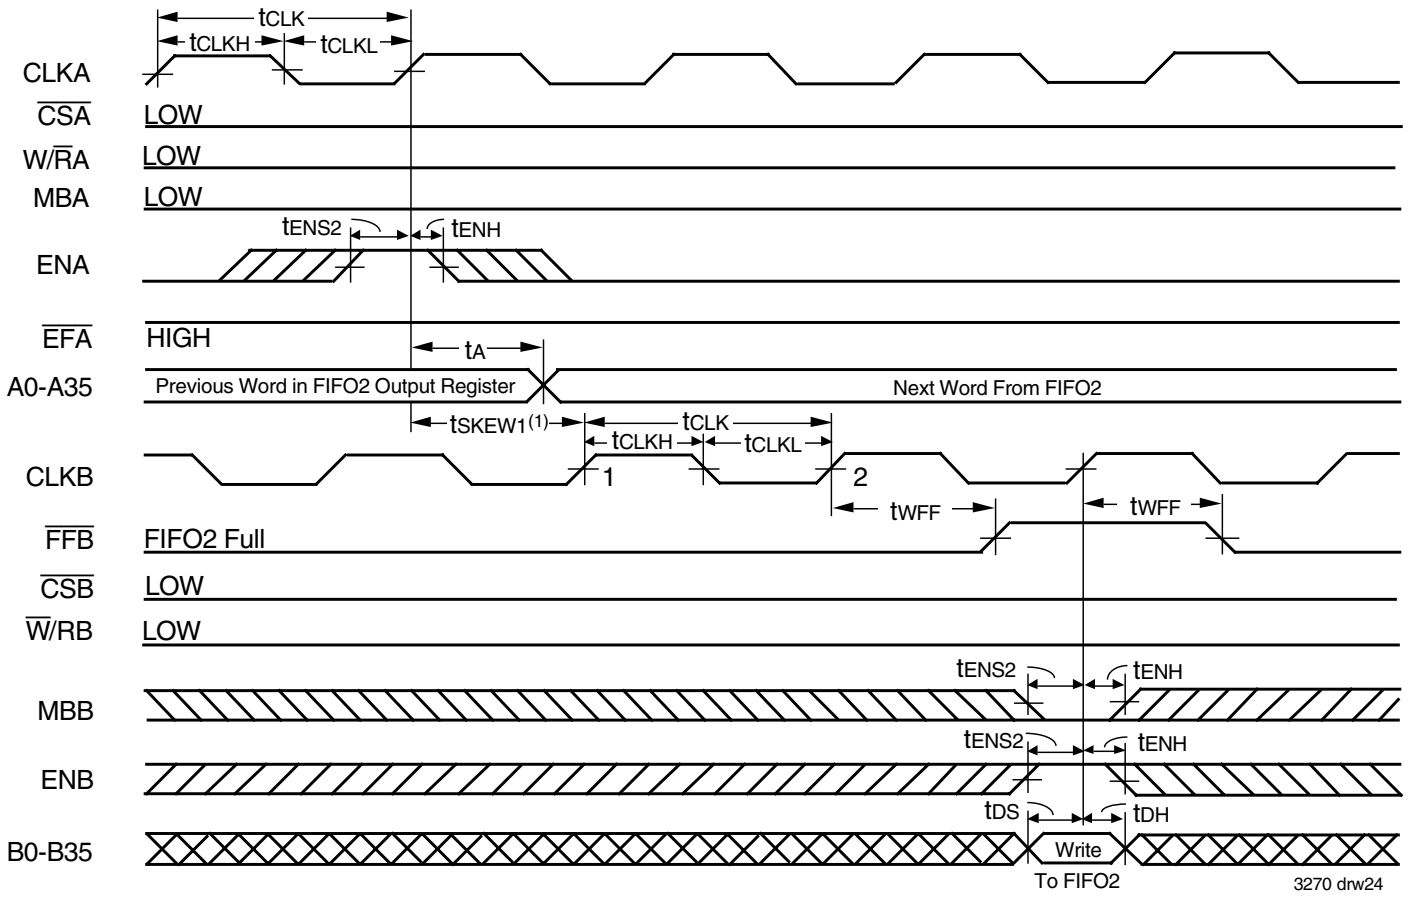 tCLK
tCLKH tCLKL
CLKA
CSA LOW
W/RA LOW
MBA LOW
tENS2 tENH
ENA
EFA HIGH
tA
A0-A35 Previous Word in FIFO2 Output Register Next Word From FIFO2
tSKEW1(1) tCLK
tCLKH tCLKL
CLKB 1 2
tWFF tWFF
FFB FIFO2 Full
CSB LOW
W/RB LOW
tENS2 tENH
MBB
tENS2 tENH
ENB
tDS tDH
B0-B35 Write
To FIFO2
3270 drw24